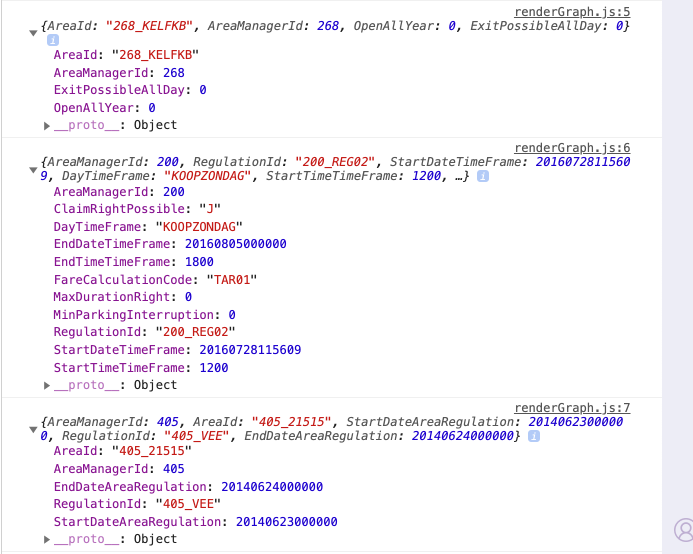 renderGraph.js:5
{AreaId: "268_KELFKB", AreaManagerId: 268, OpenAllYear: 0, ExitPossibleAllDay: 0}
i
AreaId: "268_KELFKB"
AreaManagerId: 268
ExitPossibleAllDay: 0
OpenAllYear: 0
▶ __proto__: Object
renderGraph.js:6
{AreaManagerId: 200, RegulationId: "200_REG02", StartDateTimeFrame: 2016072811560
9, DayTimeFrame: "KOOPZONDAG", StartTimeTimeFrame: 1200, …} i
AreaManagerId: 200
ClaimRightPossible: "J"
DayTimeFrame: "KOOPZONDAG"
EndDateTimeFrame: 20160805000000
EndTimeTimeFrame: 1800
FareCalculationCode: "TAR01"
MaxDurationRight: 0
MinParkingInterruption: 0
RegulationId: "200_REG02"
StartDateTimeFrame: 20160728115609
StartTimeTimeFrame: 1200
▶ __proto__: Object
renderGraph.js:7
{AreaManagerId: 405, AreaId: "405_21515", StartDateAreaRegulation: 2014062300000
0, RegulationId: "405_VEE", EndDateAreaRegulation: 20140624000000} i
AreaId: "405_21515"
AreaManagerId: 405
EndDateAreaRegulation: 20140624000000
RegulationId: "405_VEE"
StartDateAreaRegulation: 20140623000000
▶ __proto__: Object